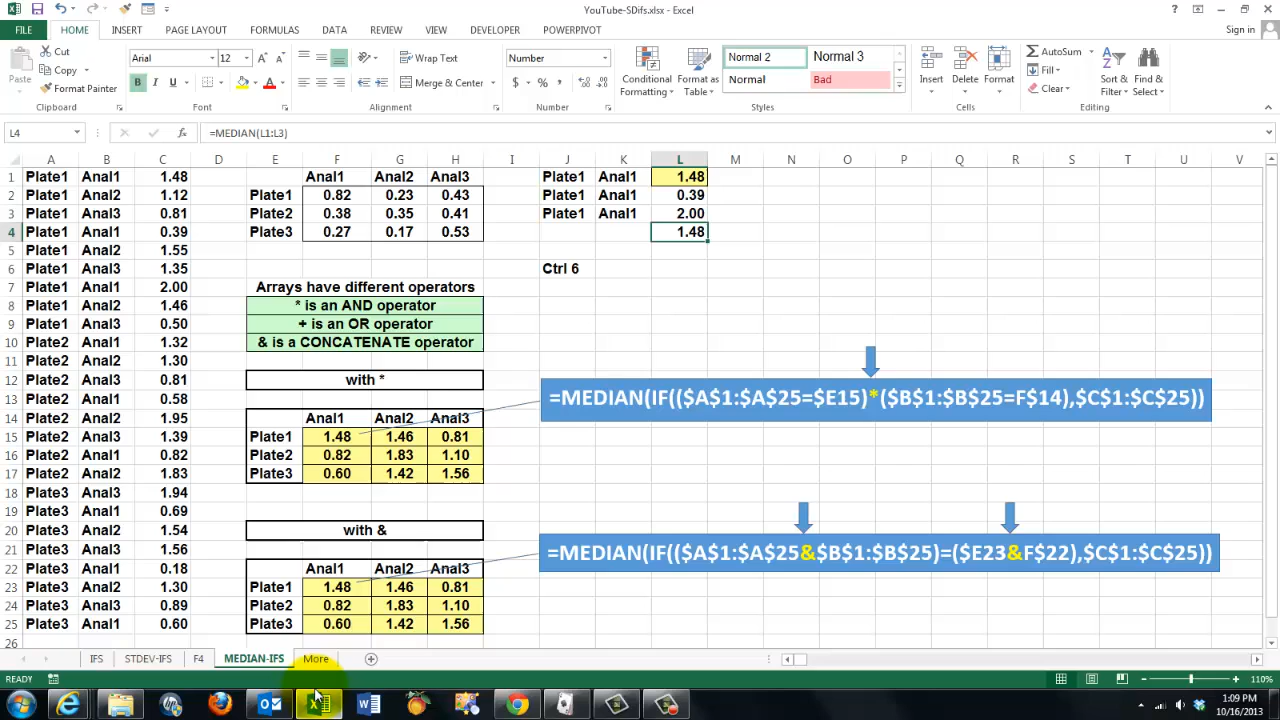 YouTube-SDifs.xlsx - Excel
FILE HOME INSERT PAGE LAYOUT FORMULAS DATA REVIEW VIEW DEVELOPER POWERPIVOT Sign in
Cut Arial 12 Wrap Text Number Normal 2 Normal 3 AutoSum
Copy Fill
Paste Format Painter Merge & Center Conditional Formatting Format as Table Normal Bad Insert Delete Format Clear Sort & Filter Find & Select
Clipboard Font Alignment Number Styles Cells Editing
L4 fx =MEDIAN(L1:L3)
A B C D E F G H I J K L M N O P Q R S T U V
1 Plate1 Anal1 1.48 Anal1 Anal2 Anal3 Plate1 Anal1 1.48
2 Plate1 Anal2 1.12 Plate1 0.82 0.23 0.43 Plate1 Anal1 0.39
3 Plate1 Anal3 0.81 Plate2 0.38 0.35 0.41 Plate1 Anal1 2.00
4 Plate1 Anal1 0.39 Plate3 0.27 0.17 0.53 1.48
5 Plate1 Anal2 1.55
6 Plate1 Anal3 1.35 Ctrl 6
7 Plate1 Anal1 2.00 Arrays have different operators
8 Plate1 Anal2 1.46 * is an AND operator
9 Plate1 Anal3 0.50 + is an OR operator
10 Plate2 Anal1 1.32 & is a CONCATENATE operator
11 Plate2 Anal2 1.30
12 Plate2 Anal3 0.81 with *
13 Plate2 Anal1 0.58 =MEDIAN(IF(($A$1:$A$25=$E15)*($B$1:$B$25=F$14),$C$1:$C$25))
14 Plate2 Anal2 1.95 Anal1 Anal2 Anal3
15 Plate2 Anal3 1.39 Plate1 1.48 1.46 0.81
16 Plate2 Anal1 0.82 Plate2 0.82 1.83 1.10
17 Plate2 Anal2 1.83 Plate3 0.60 1.42 1.56
18 Plate3 Anal3 1.94
19 Plate3 Anal1 0.69
20 Plate3 Anal2 1.54 with &
21 Plate3 Anal3 1.56 =MEDIAN(IF(($A$1:$A$25&$B$1:$B$25)=($E23&F$22),$C$1:$C$25))
22 Plate3 Anal1 0.18 Anal1 Anal2 Anal3
23 Plate3 Anal2 1.30 Plate1 1.48 1.46 0.81
24 Plate3 Anal3 0.89 Plate2 0.82 1.83 1.10
25 Plate3 Anal1 0.60 Plate3 0.60 1.42 1.56
26
IFS STDEV-IFS F4 MEDIAN-IFS More
READY 110%
1:09 PM
10/16/2013